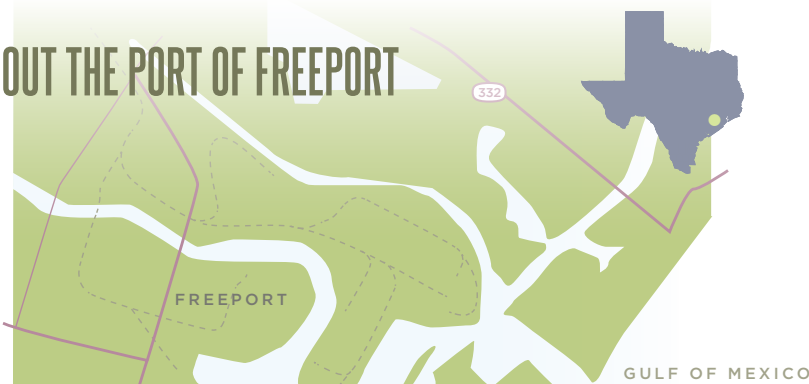 OUT THE PORT OF FREEPORT
332
FREEPORT
GULF OF MEXICO